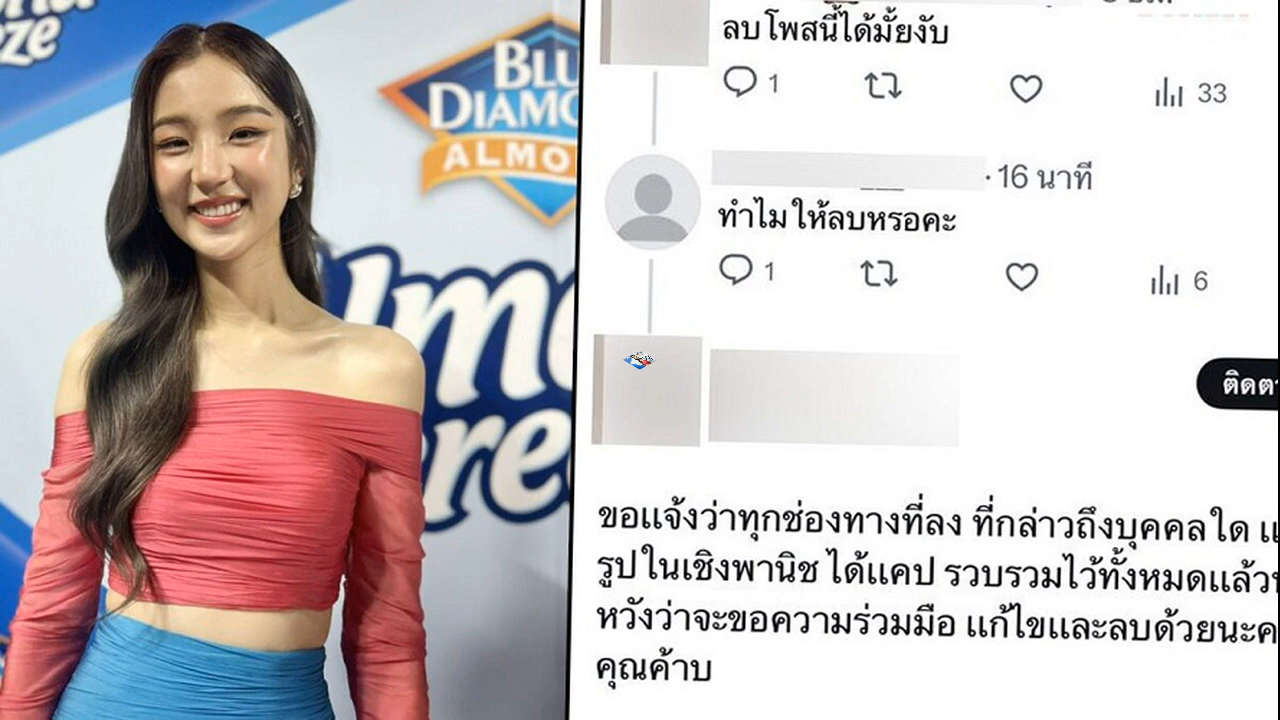 eze
BLU
DIAMO
ALMO
lmo
re
ลบโพสนี้ได้มั้ยงับ
1
33
16 นาที
ทำไมให้ลบหรอคะ
1
6
ติดตา
ขอแจ้งว่าทุกช่องทางที่ลง ที่กล่าวถึงบุคคลใด แ
รูปในเชิงพานิช ได้แคป รวบรวมไว้ทั้งหมดแล้ว
หวังว่าจะขอความร่วมมือ แก้ไขและลบด้วยนะค
คุณค้าบ